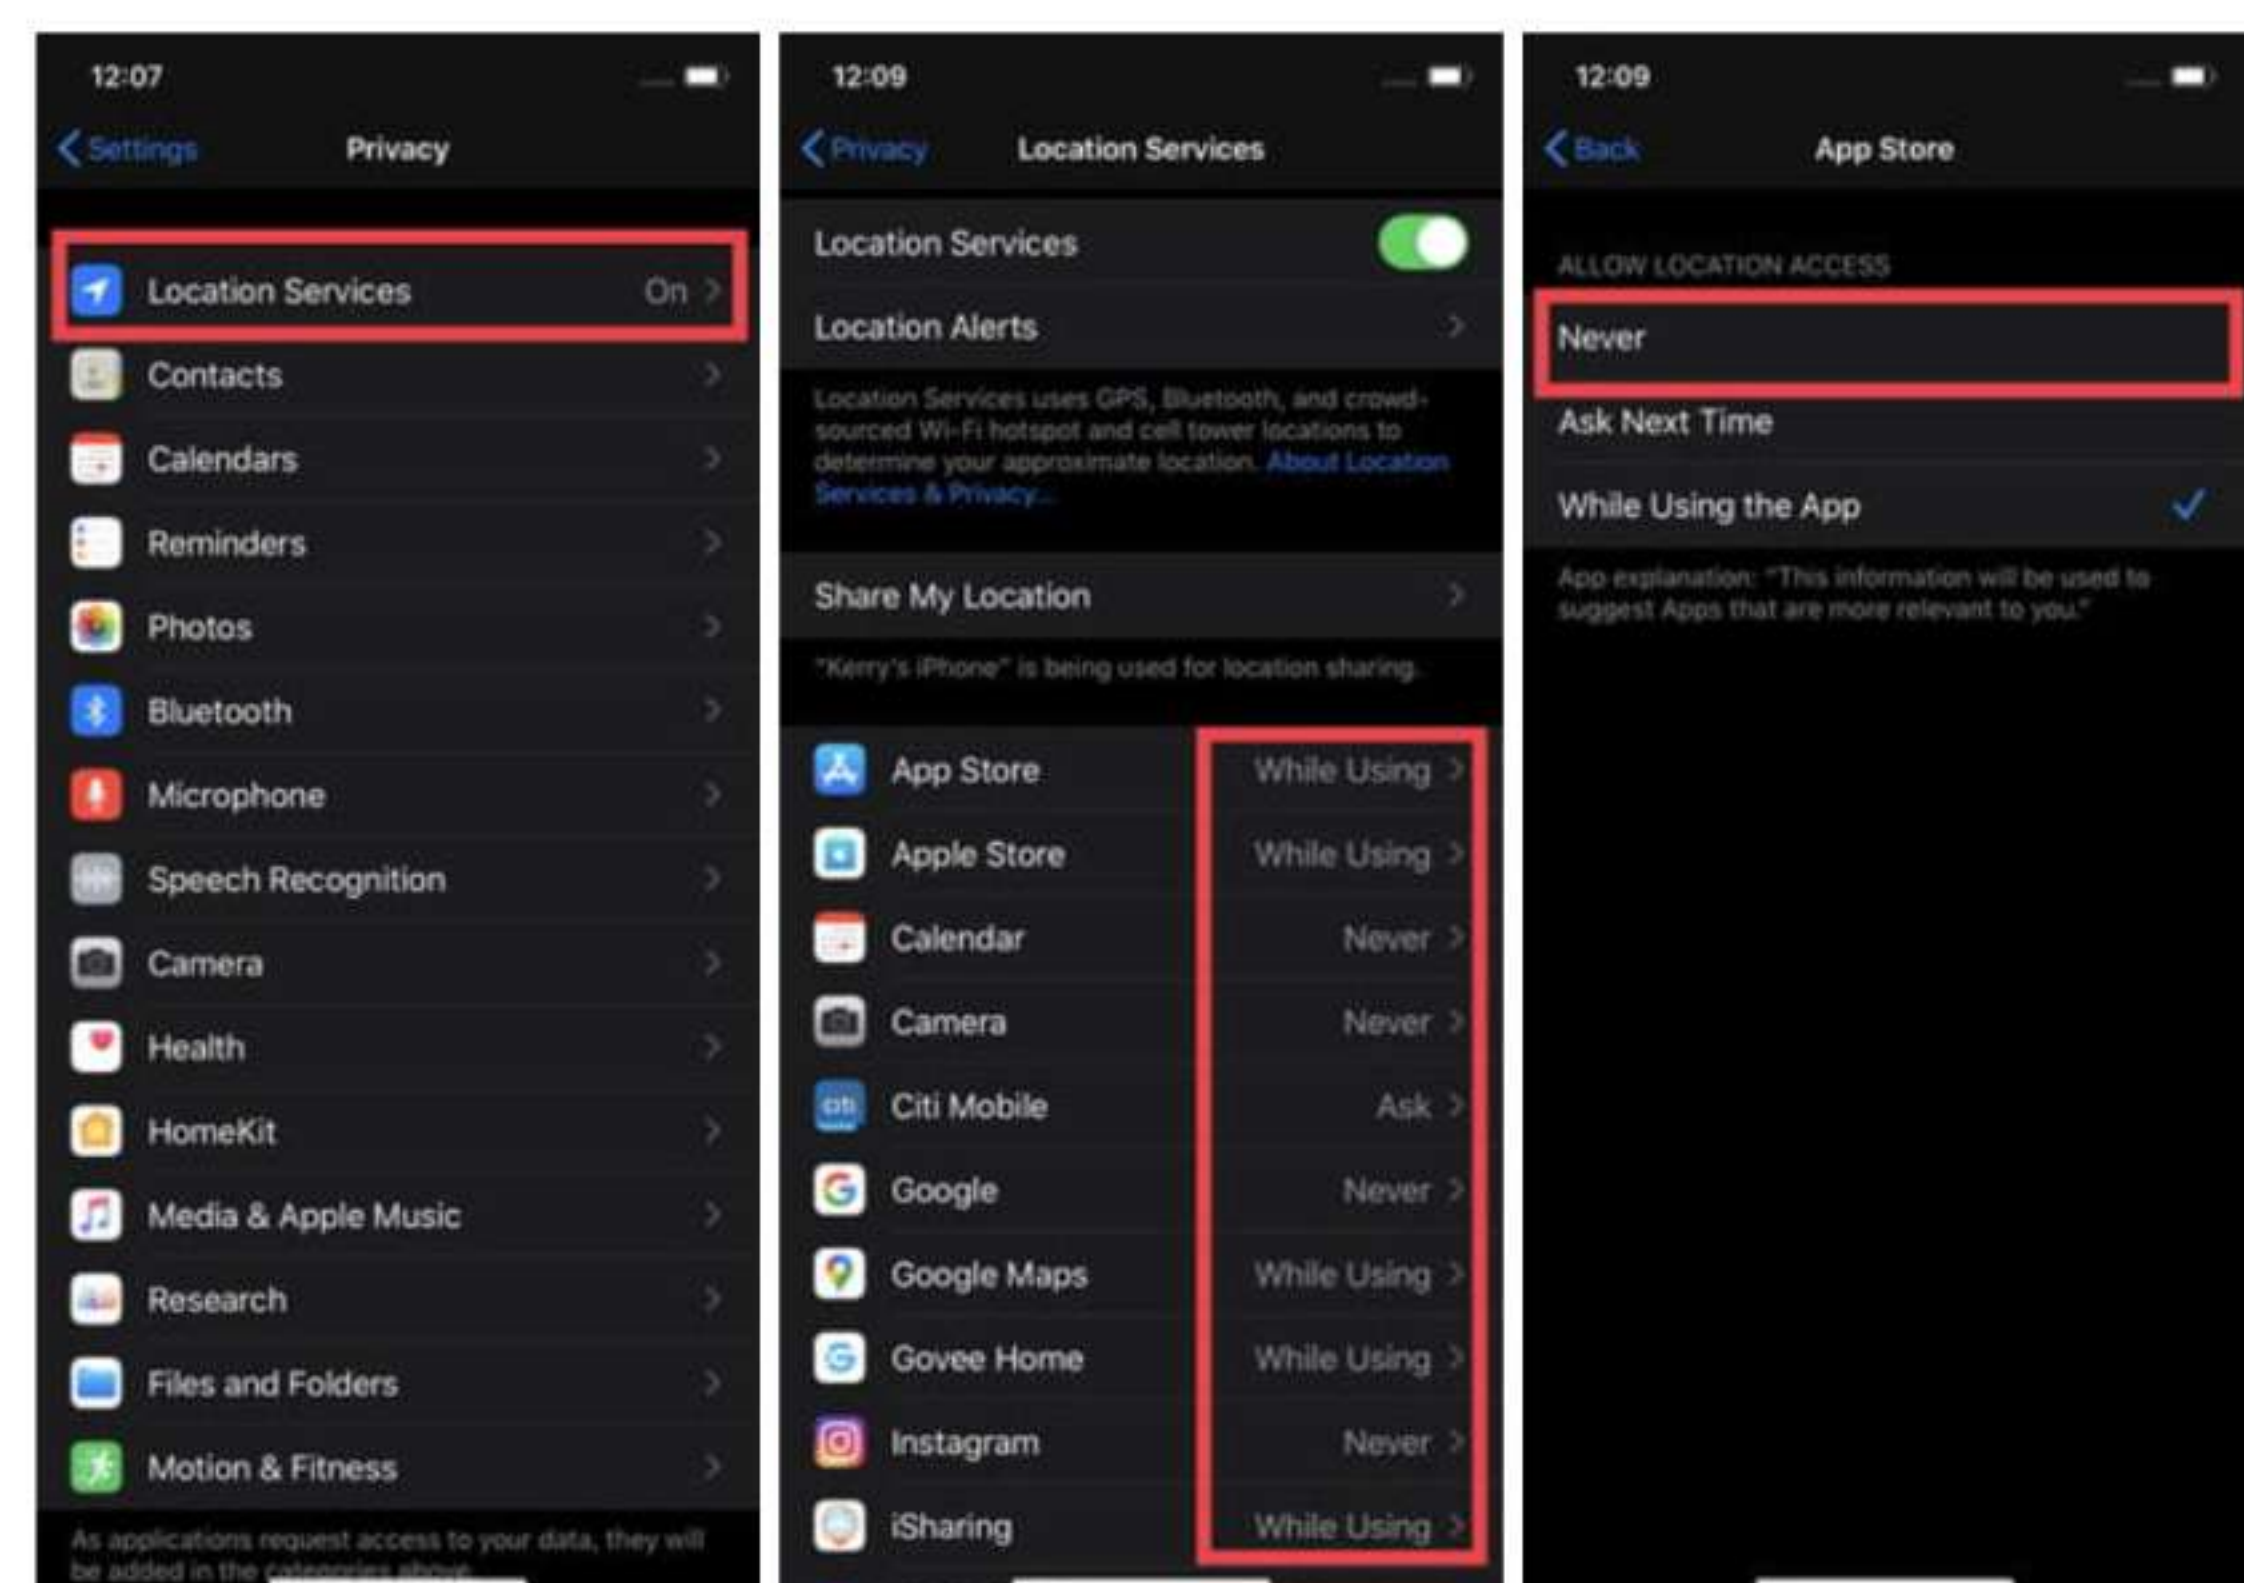 12:07
Settings
Privacy
Location Services On
Contacts
Calendars
Reminders
Photos
Bluetooth
Microphone
Speech Recognition
Camera
Health
HomeKit
Media & Apple Music
Research
Files and Folders
Motion & Fitness
As applications request access to your data, they will
be added in the categories above.
12:09
Privacy
Location Services
Location Services
Location Alerts
Location Services uses GPS, Bluetooth, and crowd-
sourced Wi-Fi hotspot and cell tower locations to
determine your approximate location. About Location
Services & Privacy...
Share My Location
"Kerry's iPhone" is being used for location sharing.
App Store While Using
Apple Store While Using
Calendar Never
Camera Never
citi
Citi Mobile Ask
Google Never
Google Maps While Using
Govee Home While Using
Instagram Never
iSharing While Using
12:09
Back
App Store
ALLOW LOCATION ACCESS
Never
Ask Next Time
While Using the App
App explanation: "This information will be used to
suggest Apps that are more relevant to you."